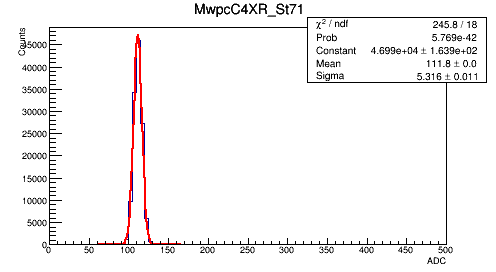 MwpcC4XR_St71
χ² / ndf 245.8 / 18
Prob 5.769e-42
Constant 4.699e+04 ± 1.639e+02
Mean 111.8 ± 0.0
Sigma 5.316 ± 0.011
Counts
45000
40000
35000
30000
25000
20000
15000
10000
5000
0
0 50 100 150 200 250 300 350 400 450 500
ADC